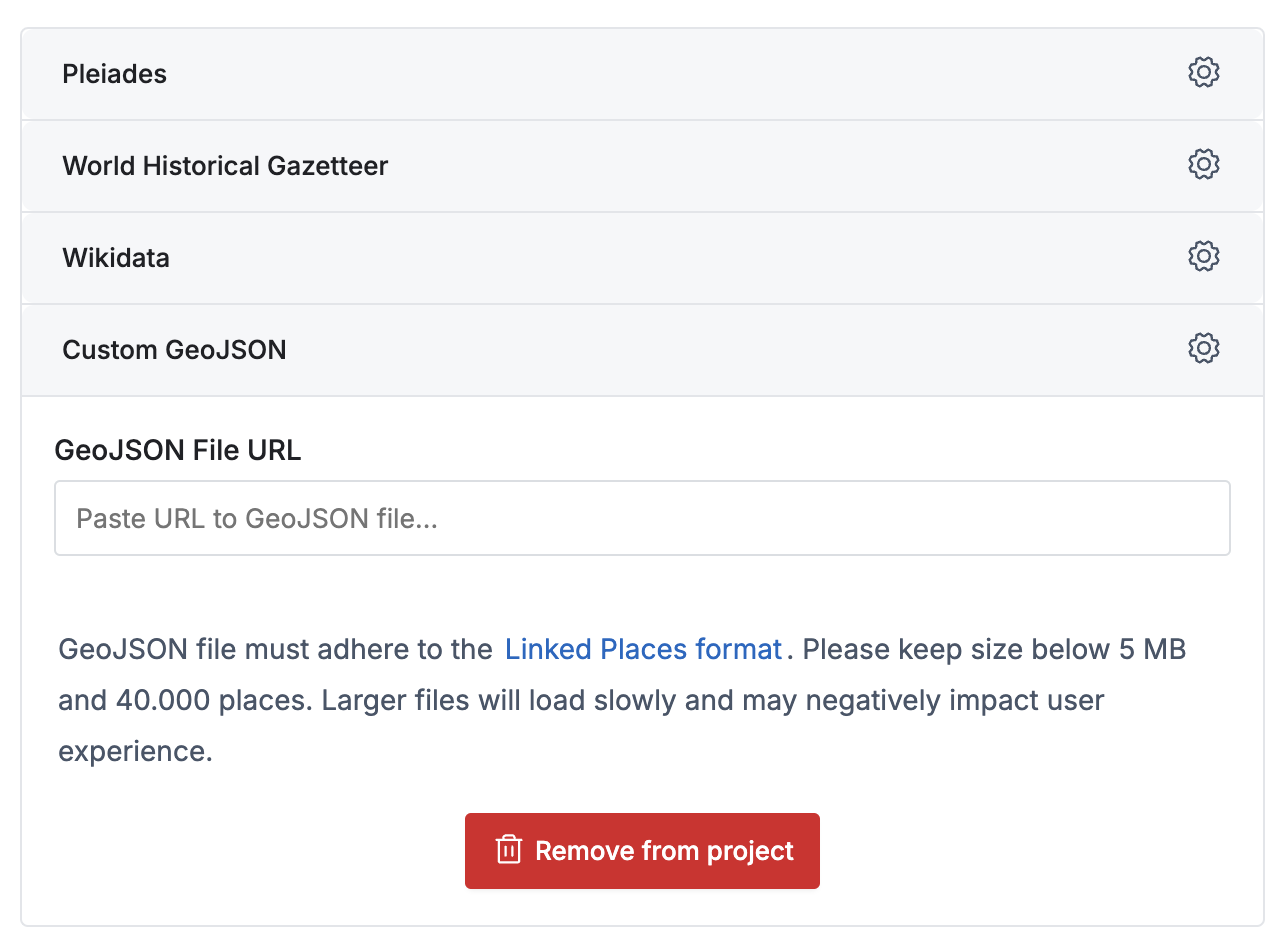 Pleiades
World Historical Gazetteer
Wikidata
Custom GeoJSON
GeoJSON File URL
Paste URL to GeoJSON file...
GeoJSON file must adhere to the Linked Places format. Please keep size below 5 MB
and 40.000 places. Larger files will load slowly and may negatively impact user
experience.
Remove from project